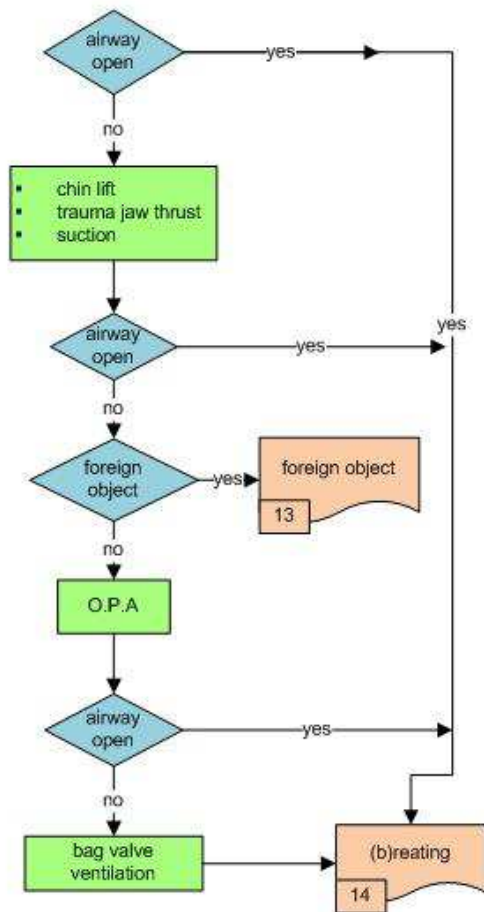 airway
open
yes
no
▪ chin lift
▪ trauma jaw thrust
▪ suction
yes
airway
open
yes
no
foreign
object
yes
foreign object
13
no
O.P.A
airway
open
yes
no
bag valve
ventilation
(b)reating
14